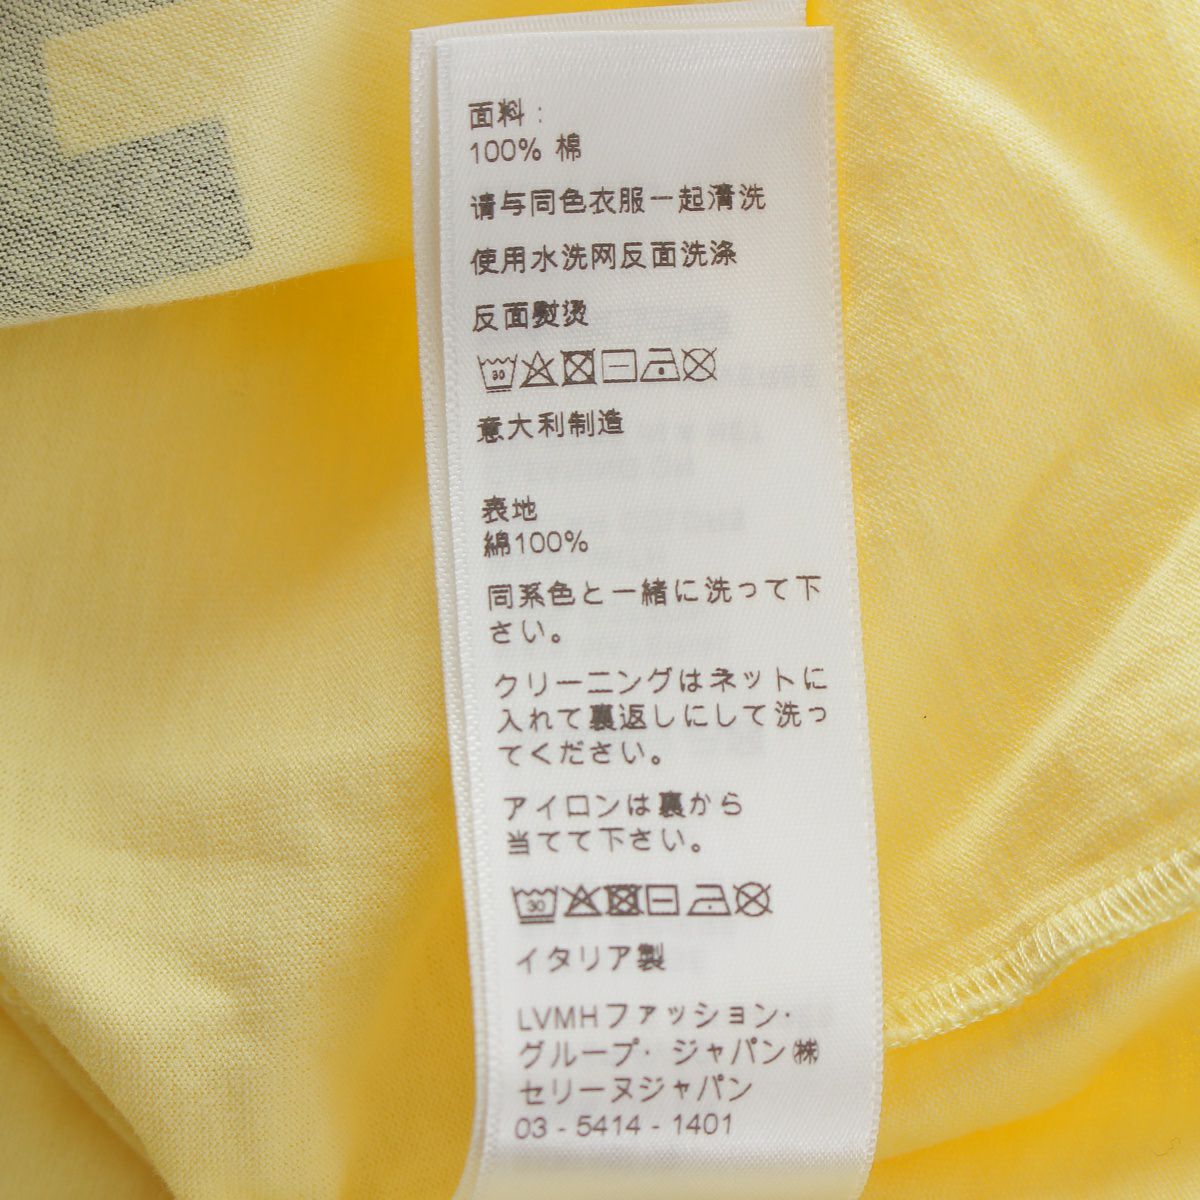 面料：
100% 棉
请与同色衣服一起清洗
使用水洗网反面洗涤
反面熨烫
30
意大利制造
表地
綿100%
同系色と一緒に洗って下
さい。
クリーニングはネットに
入れて裏返しにして洗っ
てください。
アイロンは裏から
当てて下さい。
30
イタリア製
LVMHファッション・
グループ・ジャパン㈱
セリーヌジャパン
03 - 5414 - 1401